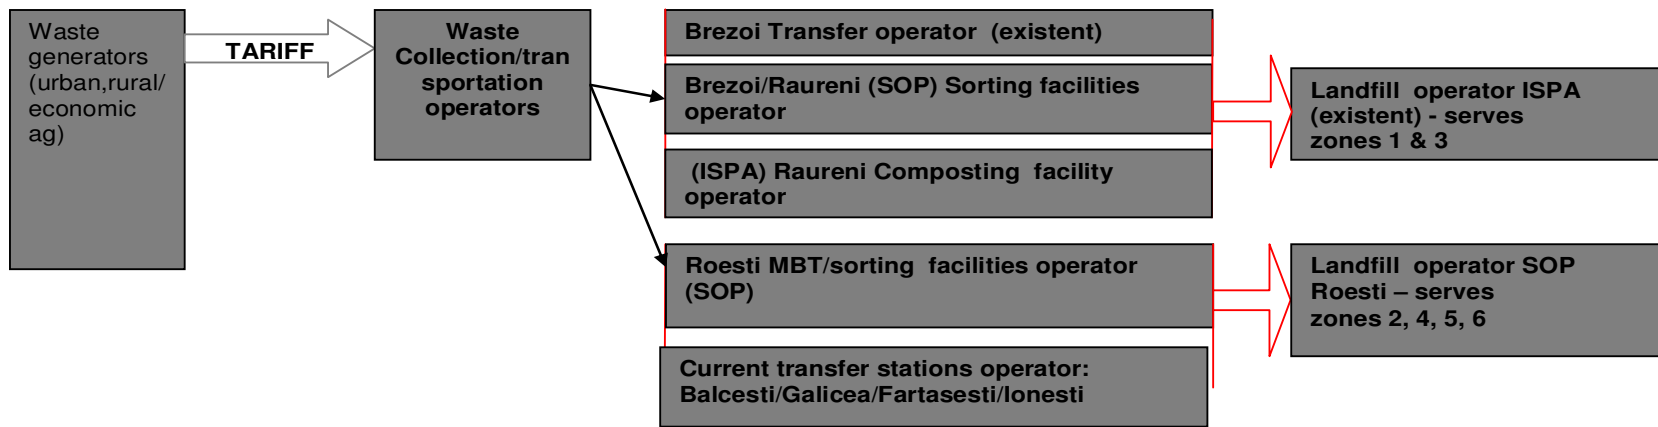 Waste
generators
(urban,rural/
economic
ag)
TARIFF
Waste
Collection/tran
sportation
operators
Brezoi Transfer operator (existent)
Brezoi/Raureni (SOP) Sorting facilities
operator
(ISPA) Raureni Composting facility
operator
Roesti MBT/sorting facilities operator
(SOP)
Current transfer stations operator:
Balcesti/Galicea/Fartasesti/Ionesti
Landfill operator ISPA
(existent) - serves
zones 1 & 3
Landfill operator SOP
Roesti – serves
zones 2, 4, 5, 6